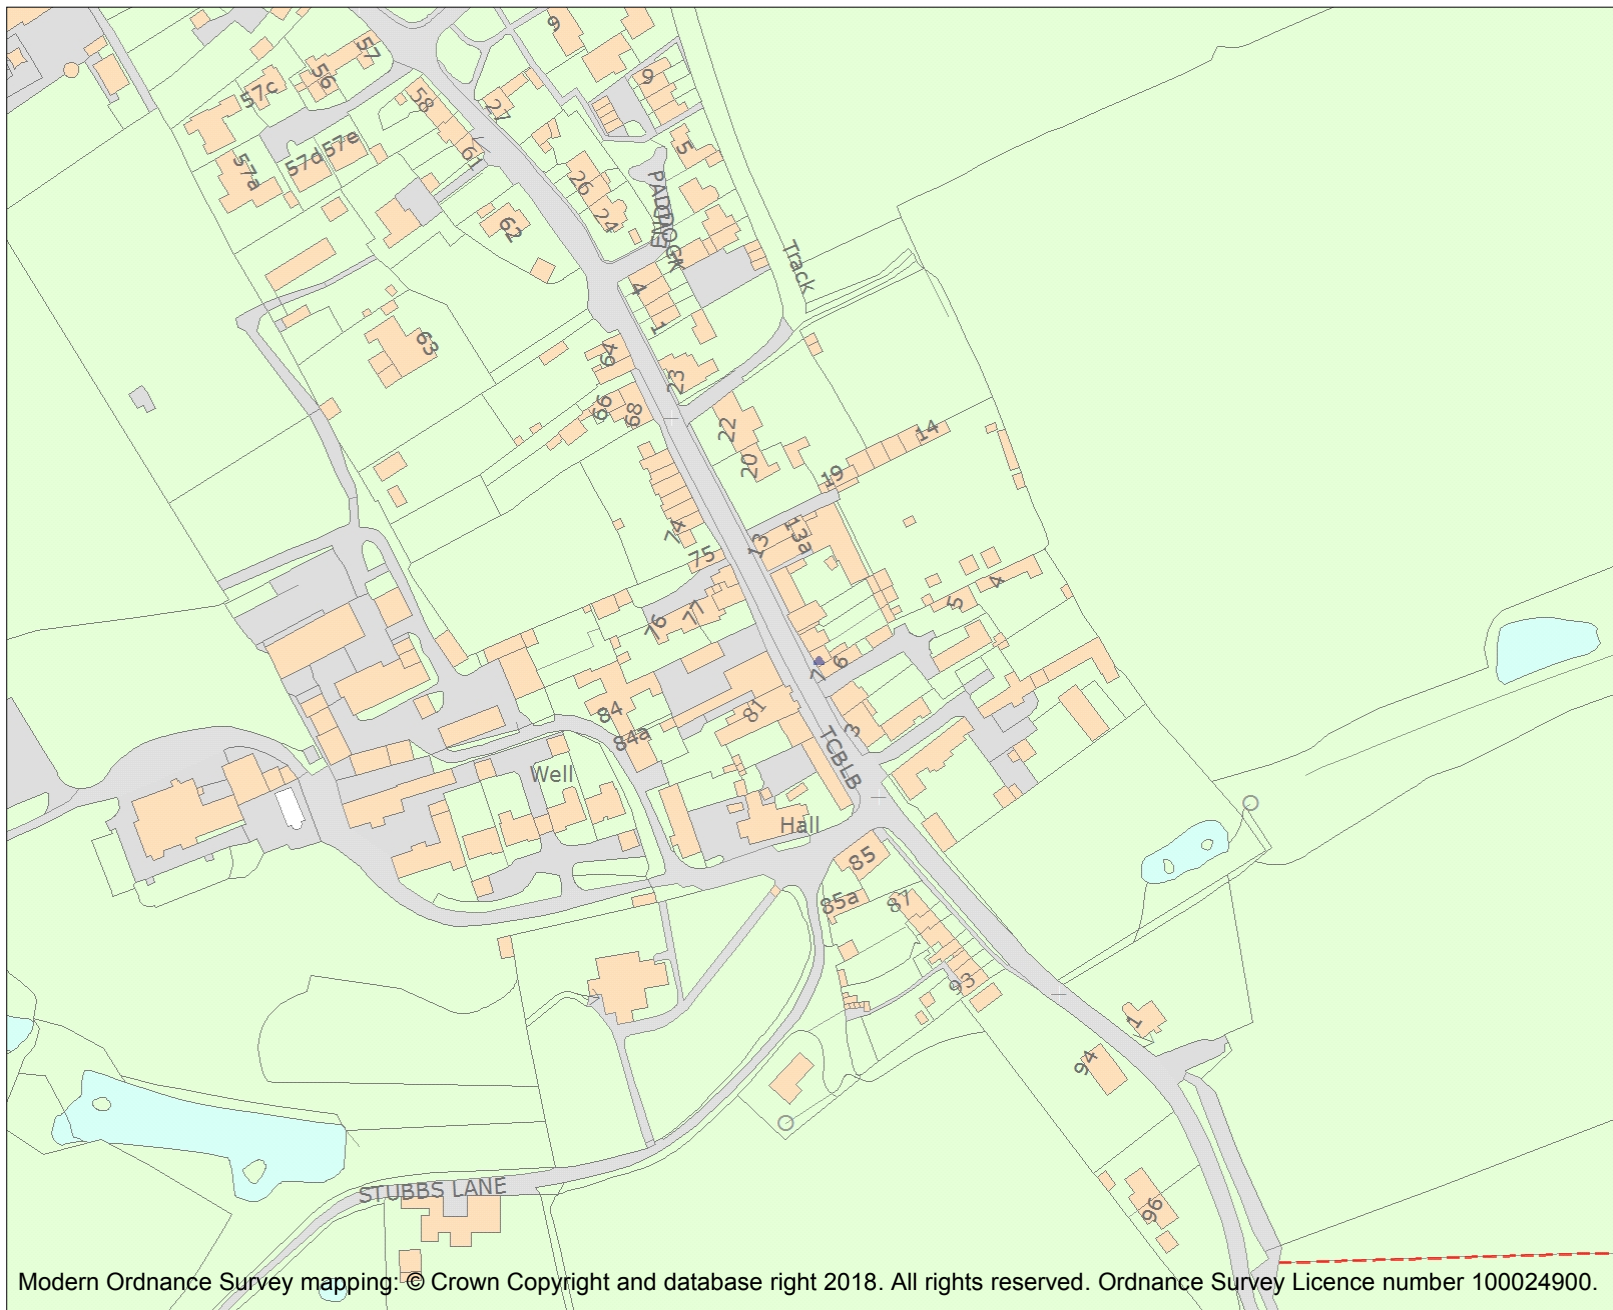 9
57
56
57c
9
58
27
57e
57d
61
5
57a
26
PADDOCK
END
24
62
Track
4
1
63
64
23
66
68
22
14
20
19
74
13
13a
75
4
5
77
76
6
7
84
81
3
84a
TCBLB
Well
Hall
85
85a
87
93
1
94
STUBBS LANE
96
Modern Ordnance Survey mapping: © Crown Copyright and database right 2018. All rights reserved. Ordnance Survey Licence number 100024900.